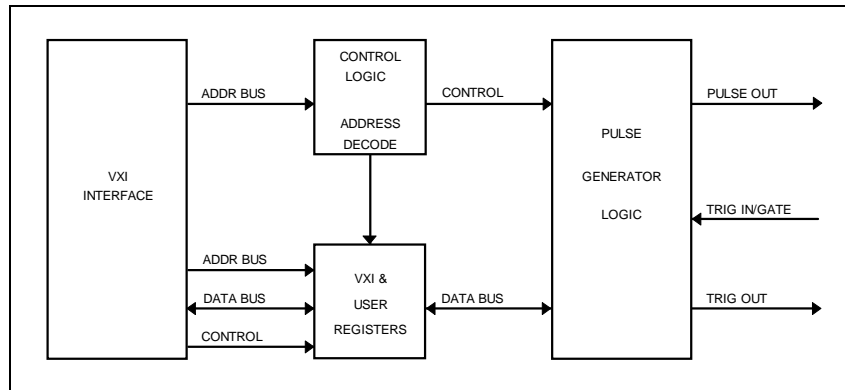 VXI
INTERFACE
ADDR BUS
CONTROL
LOGIC
ADDRESS
DECODE
CONTROL
PULSE
GENERATOR
LOGIC
PULSE OUT
TRIG IN/GATE
TRIG OUT
ADDR BUS
DATA BUS
CONTROL
VXI &
USER
REGISTERS
DATA BUS